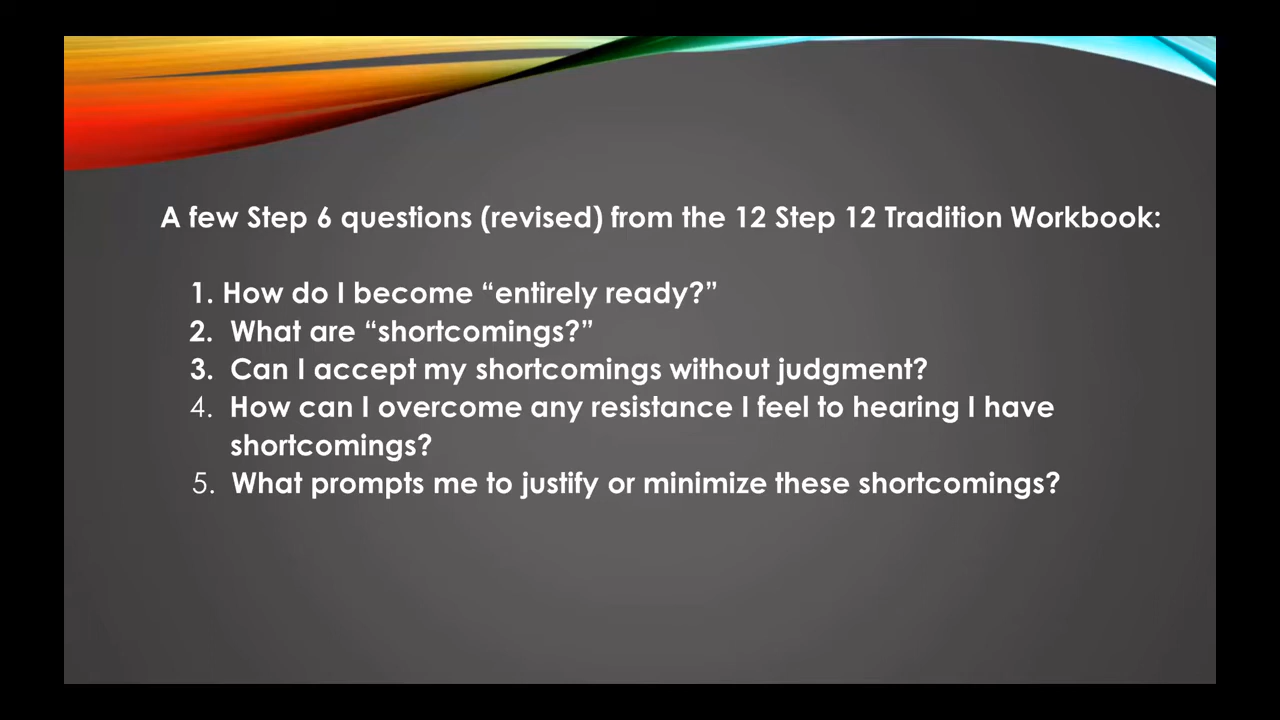 A few Step 6 questions (revised) from the 12 Step 12 Tradition Workbook:
1. How do I become “entirely ready?”
2. What are “shortcomings?”
3. Can I accept my shortcomings without judgment?
4. How can I overcome any resistance I feel to hearing I have
shortcomings?
5. What prompts me to justify or minimize these shortcomings?